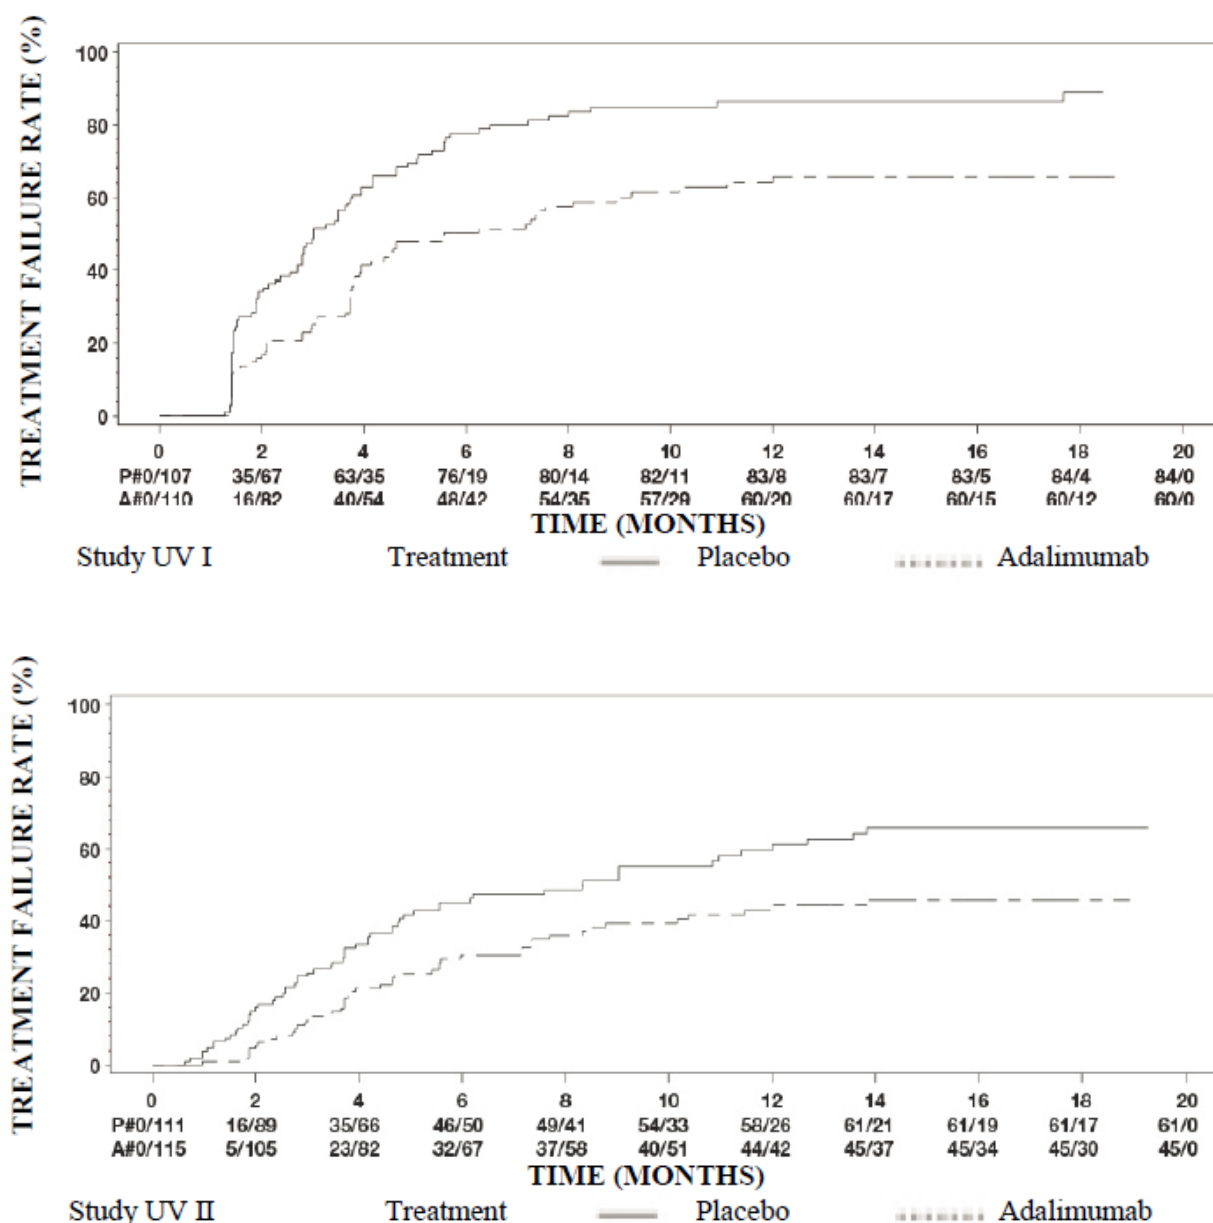 TREATMENT FAILURE RATE (%)
100
80
60
40
20
0
0 2 4 6 8 10 12 14 16 18 20
P#0/107 35/67 63/35 76/19 80/14 82/11 83/8 83/7 83/5 84/4 84/0
A#0/110 16/82 40/54 48/42 54/35 57/29 60/20 60/17 60/15 60/12 60/0
TIME (MONTHS)
Study UV I Treatment Placebo Adalimumab
TREATMENT FAILURE RATE (%)
100
80
60
40
20
0
0 2 4 6 8 10 12 14 16 18 20
P#0/111 16/89 35/66 46/50 49/41 54/33 58/26 61/21 61/19 61/17 61/0
A#0/115 5/105 23/82 32/67 37/58 40/51 44/42 45/37 45/34 45/30 45/0
TIME (MONTHS)
Study UV II Treatment Placebo Adalimumab